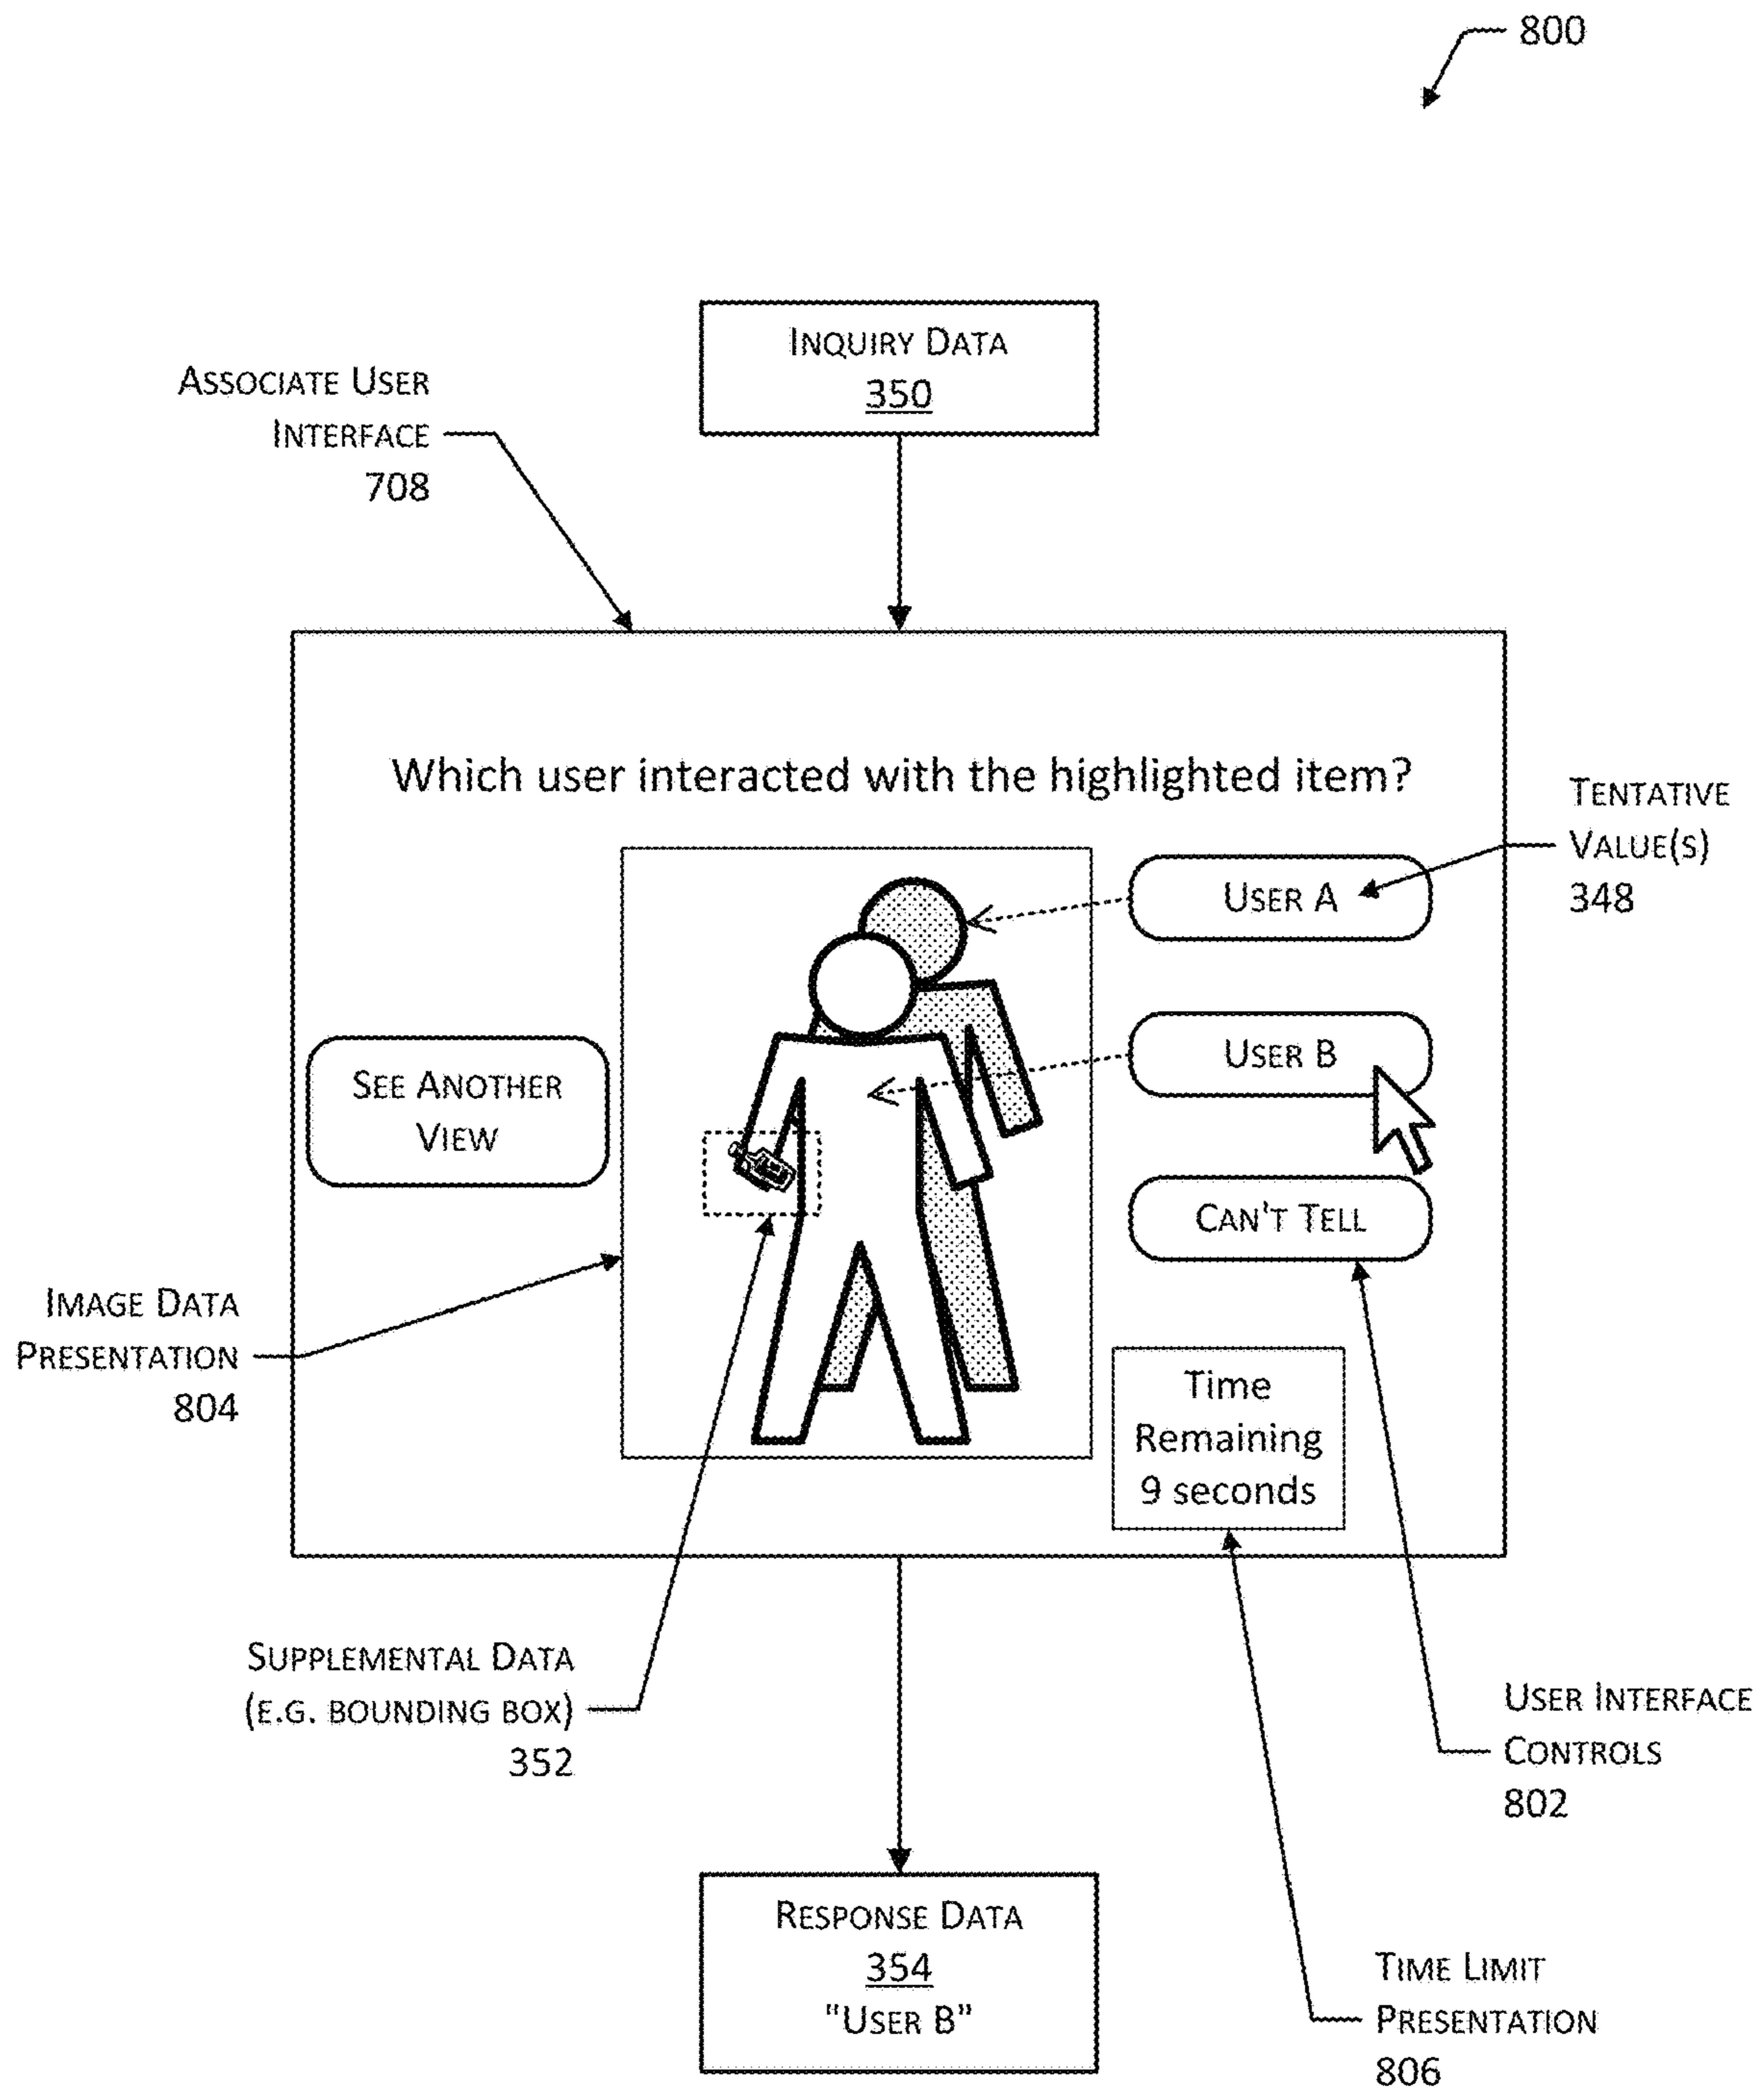 800
INQUIRY DATA
350
ASSOCIATE USER
INTERFACE
708
Which user interacted with the highlighted item?
TENTATIVE
VALUE(S)
348
USER A
USER B
SEE ANOTHER
VIEW
CAN'T TELL
IMAGE DATA
PRESENTATION
804
Time
Remaining
9 seconds
SUPPLEMENTAL DATA
(E.G. BOUNDING BOX)
352
USER INTERFACE
CONTROLS
802
RESPONSE DATA
354
"USER B"
TIME LIMIT
PRESENTATION
806